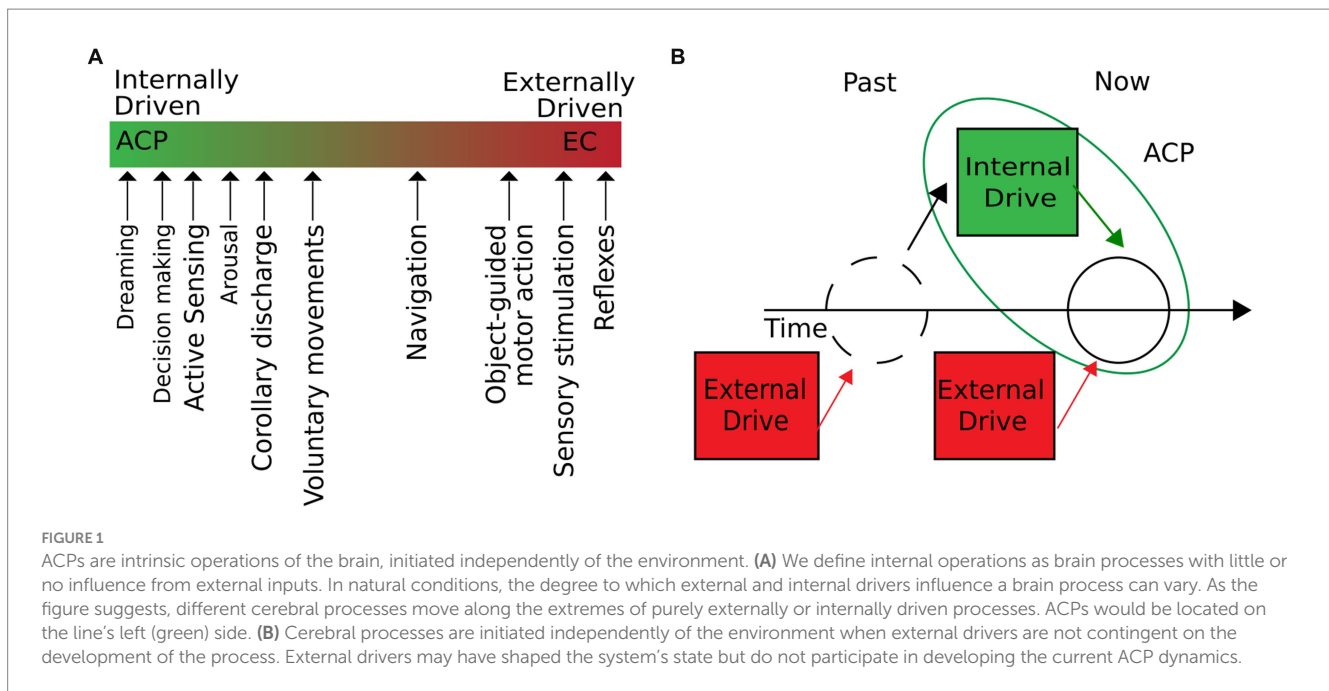 A
Internally
Driven
Externally
Driven
ACP
EC
Dreaming
Decision making
Active Sensing
Arousal
Corollary discharge
Voluntary movements
Navigation
Object-guided
motor action
Sensory stimulation
Reflexes
B
Past
Now
ACP
Internal
Drive
Time
External
Drive
External
Drive
FIGURE 1
ACPs are intrinsic operations of the brain, initiated independently of the environment. (A) We define internal operations as brain processes with little or
no influence from external inputs. In natural conditions, the degree to which external and internal drivers influence a brain process can vary. As the
figure suggests, different cerebral processes move along the extremes of purely externally or internally driven processes. ACPs would be located on
the line's left (green) side. (B) Cerebral processes are initiated independently of the environment when external drivers are not contingent on the
development of the process. External drivers may have shaped the system's state but do not participate in developing the current ACP dynamics.